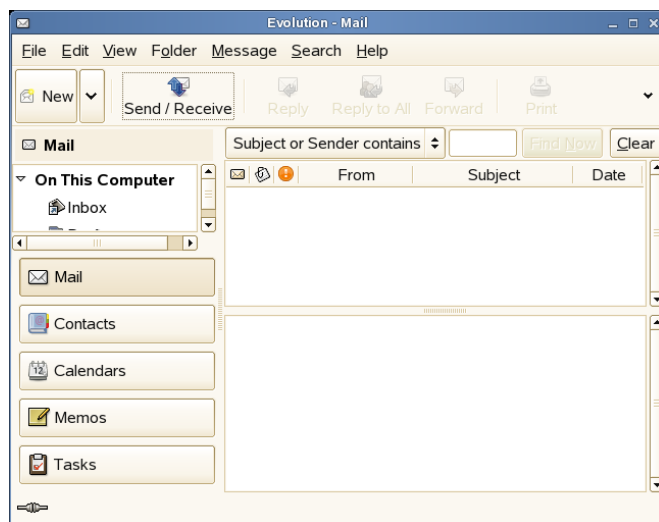 Evolution - Mail
File Edit View Folder Message Search Help
New Send / Receive Reply Reply to All Forward Print
Mail Subject or Sender contains Find Now Clear
On This Computer From Subject Date
Inbox
Mail
Contacts
12 Calendars
Memos
Tasks